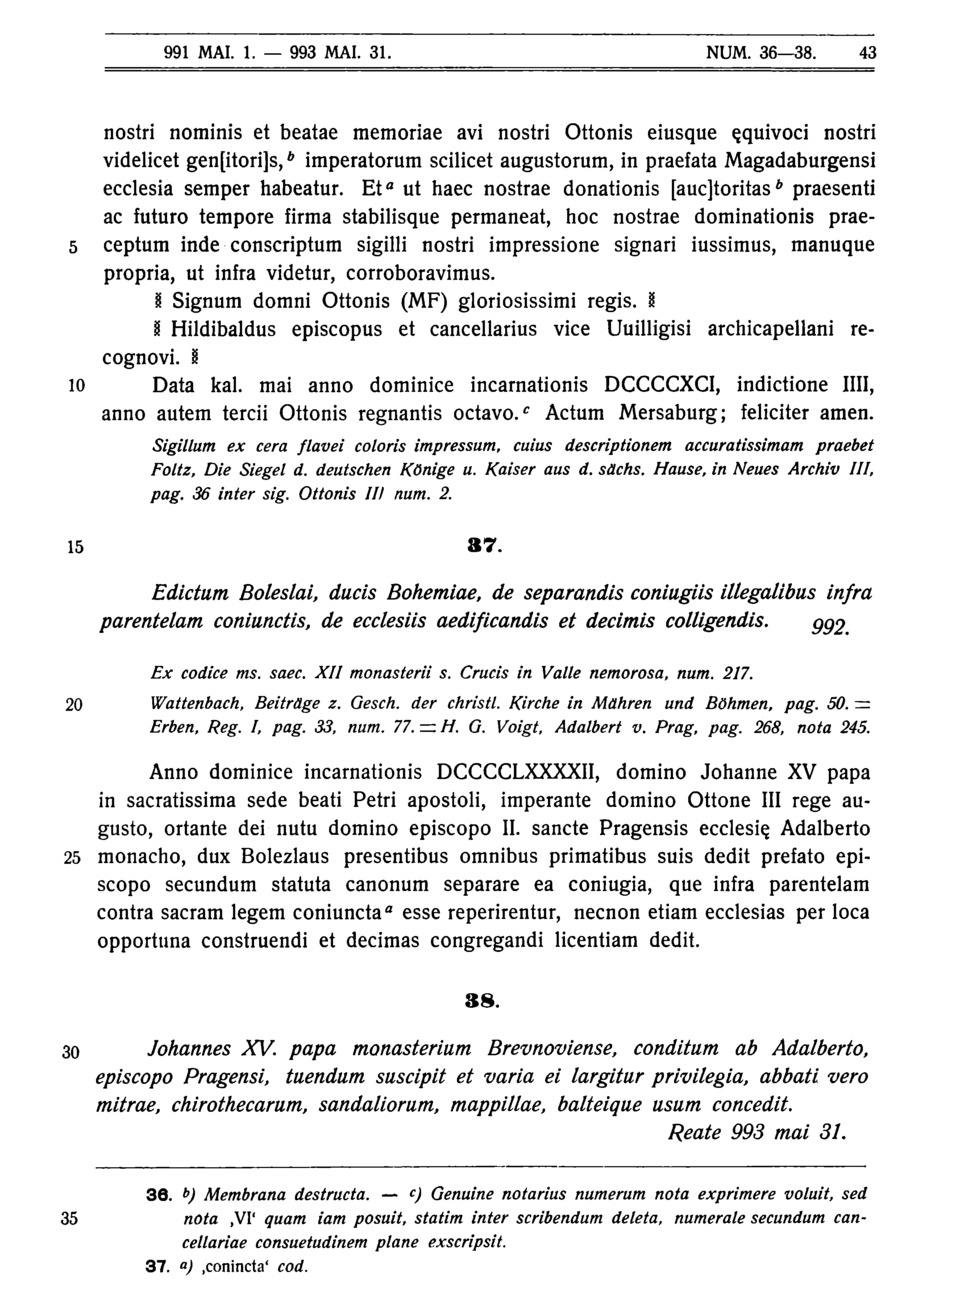 991 MAI. 1. — 993 MAI. 31. NUM. 36—38. 43
nostri nominis et beatae memoriae avi nostri Ottonis eiusque ęquivoci nostri
videlicet gen[itori]s,ᵇ imperatorum scilicet augustorum, in praefata Magadaburgensi
ecclesia semper habeatur. Etᵃ ut haec nostrae donationis [auc]toritasᵇ praesenti
ac futuro tempore firma stabilisque permaneat, hoc nostrae dominationis prae-
5 ceptum inde conscriptum sigilli nostri impressione signari iussimus, manuque
propria, ut infra videtur, corroboravimus.
Signum domni Ottonis (MF) gloriosissimi regis.
Hildibaldus episcopus et cancellarius vice Uuilligisi archicapellani re-
cognovi.
10 Data kal. mai anno dominice incarnationis DCCCCXCI, indictione IIII,
anno autem tercii Ottonis regnantis octavo.ᶜ Actum Mersaburg; feliciter amen.
Sigillum ex cera flavei coloris impressum, cuius descriptionem accuratissimam praebet
Foltz, Die Siegel d. deutschen Könige u. Kaiser aus d. sächs. Hause, in Neues Archiv III,
pag. 36 inter sig. Ottonis III num. 2.
15 37.
Edictum Boleslai, ducis Bohemiae, de separandis coniugiis illegalibus infra
parentelam coniunctis, de ecclesiis aedificandis et decimis colligendis. 992.
Ex codice ms. saec. XII monasterii s. Crucis in Valle nemorosa, num. 217.
20 Wattenbach, Beiträge z. Gesch. der christl. Kirche in Mähren und Böhmen, pag. 50. =
Erben, Reg. I, pag. 33, num. 77. = H. G. Voigt, Adalbert v. Prag, pag. 268, nota 245.
Anno dominice incarnationis DCCCCLXXXXII, domino Johanne XV papa
in sacratissima sede beati Petri apostoli, imperante domino Ottone III rege au-
gusto, ortante dei nutu domino episcopo II. sancte Pragensis ecclesię Adalberto
25 monacho, dux Bolezlaus presentibus omnibus primatibus suis dedit prefato epi-
scopo secundum statuta canonum separare ea coniugia, que infra parentelam
contra sacram legem coniunctaᵃ esse reperirentur, necnon etiam ecclesias per loca
opportuna construendi et decimas congregandi licentiam dedit.
38.
30 Johannes XV. papa monasterium Brevnoviense, conditum ab Adalberto,
episcopo Pragensi, tuendum suscipit et varia ei largitur privilegia, abbati vero
mitrae, chirothecarum, sandaliorum, mappillae, balteique usum concedit.
Reate 993 mai 31.
36. b) Membrana destructa. — c) Genuine notarius numerum nota exprimere voluit, sed
35 nota ‚VI‘ quam iam posuit, statim inter scribendum deleta, numerale secundum can-
cellariae consuetudinem plane exscripsit.
37. a) ‚conincta‘ cod.